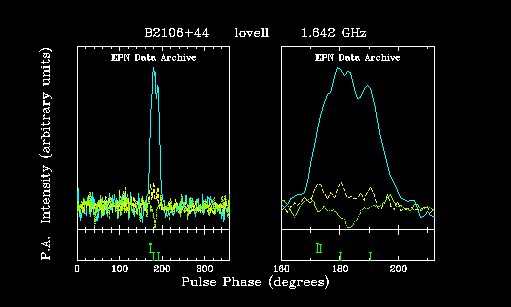 B2106+44 lovell 1.642 GHz
EPN Data Archive EPN Data Archive
P.A. Intensity (arbitrary units)
0 100 200 300 160 180 200
Pulse Phase (degrees)